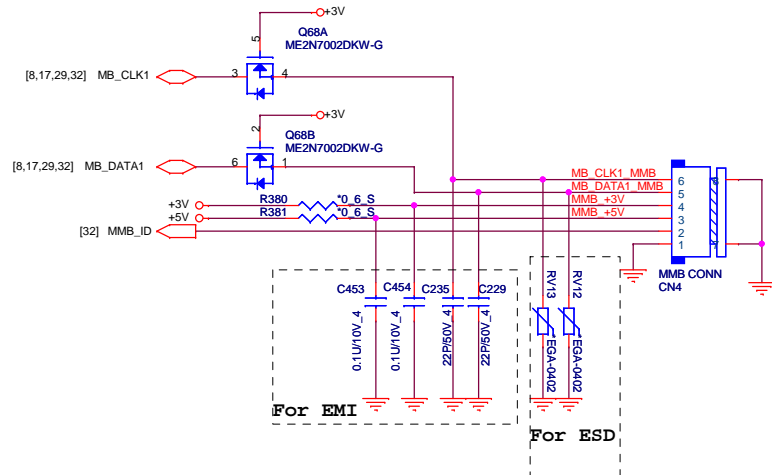 +3V
5
Q68A
ME2N7002DKW-G
[8,17,29,32] MB_CLK1
3
4
+3V
2
Q68B
ME2N7002DKW-G
[8,17,29,32] MB_DATA1
6
1
MB_CLK1_MMB
MB_DATA1_MMB
MMB_+3V
MMB_+5V
+3V
R380
*0_6_S
+5V
R381
*0_6_S
[32] MMB_ID
6
5
4
3
2
1
8
7
MMB CONN
CN4
C453
C454
C235
C229
0.1U/10V_4
0.1U/10V_4
22P/50V_4
22P/50V_4
RV13
RV12
*EGA-0402
*EGA-0402
For EMI
For ESD